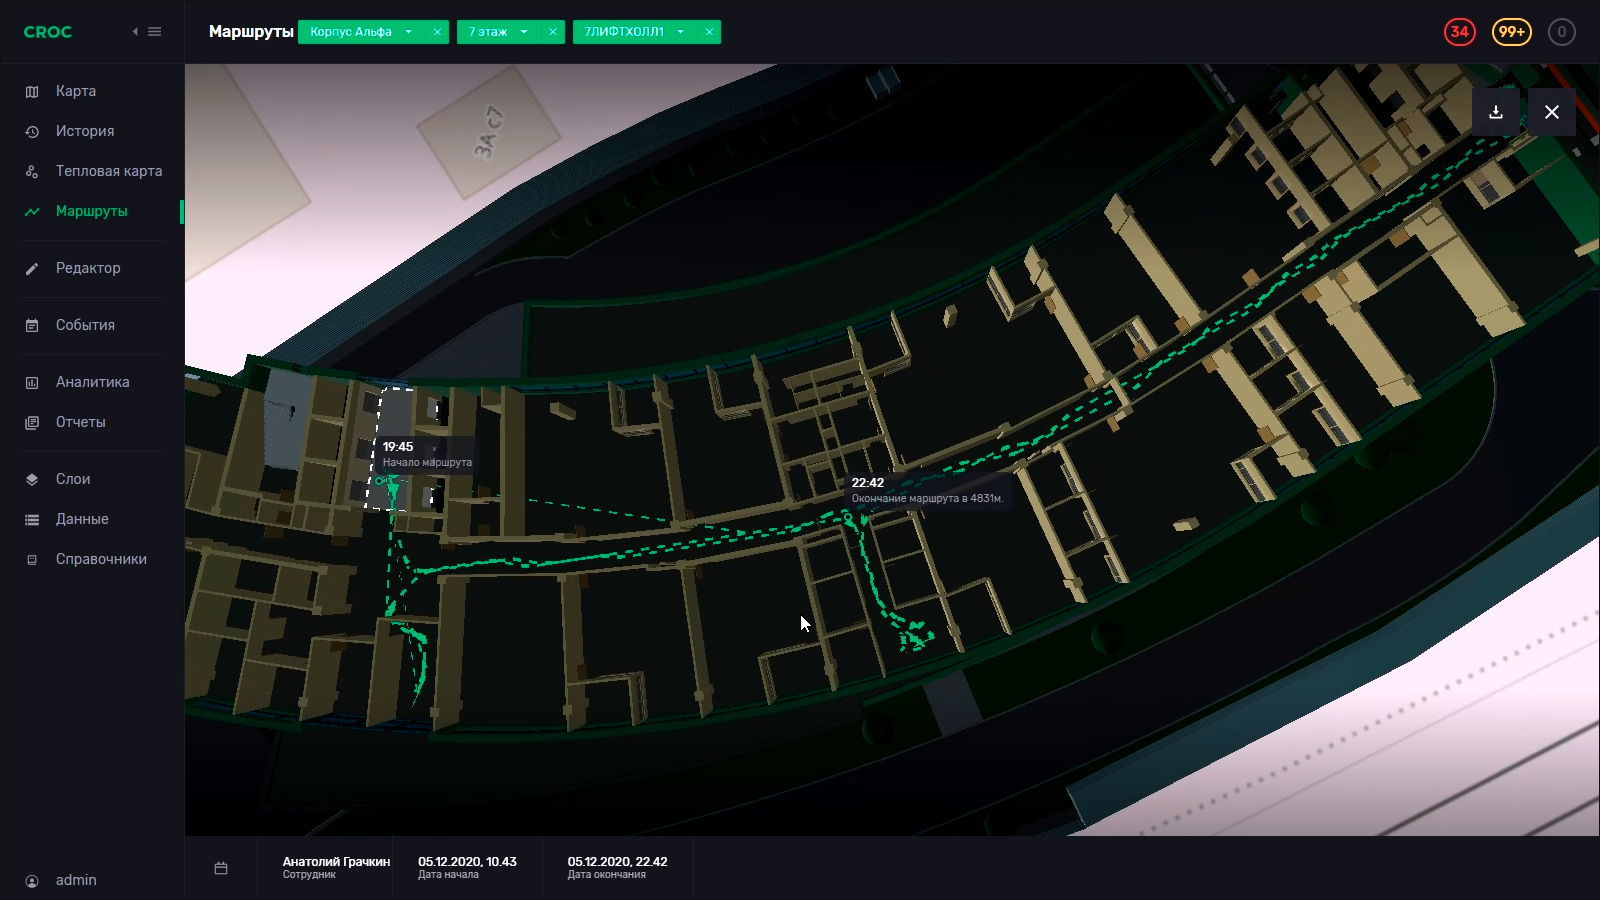 CROC
Маршруты
Корпус Альфа
7 этаж
7ЛИФТХОЛЛ1
34
99+
0
Карта
История
Тепловая карта
Маршруты
Редактор
События
Аналитика
Отчеты
Слои
Данные
Справочники
admin
3А с7
19:45
Начало маршрута
22:42
Окончание маршрута в 4831м.
Анатолий Грачкин
Сотрудник
05.12.2020, 10.43
Дата начала
05.12.2020, 22.42
Дата окончания